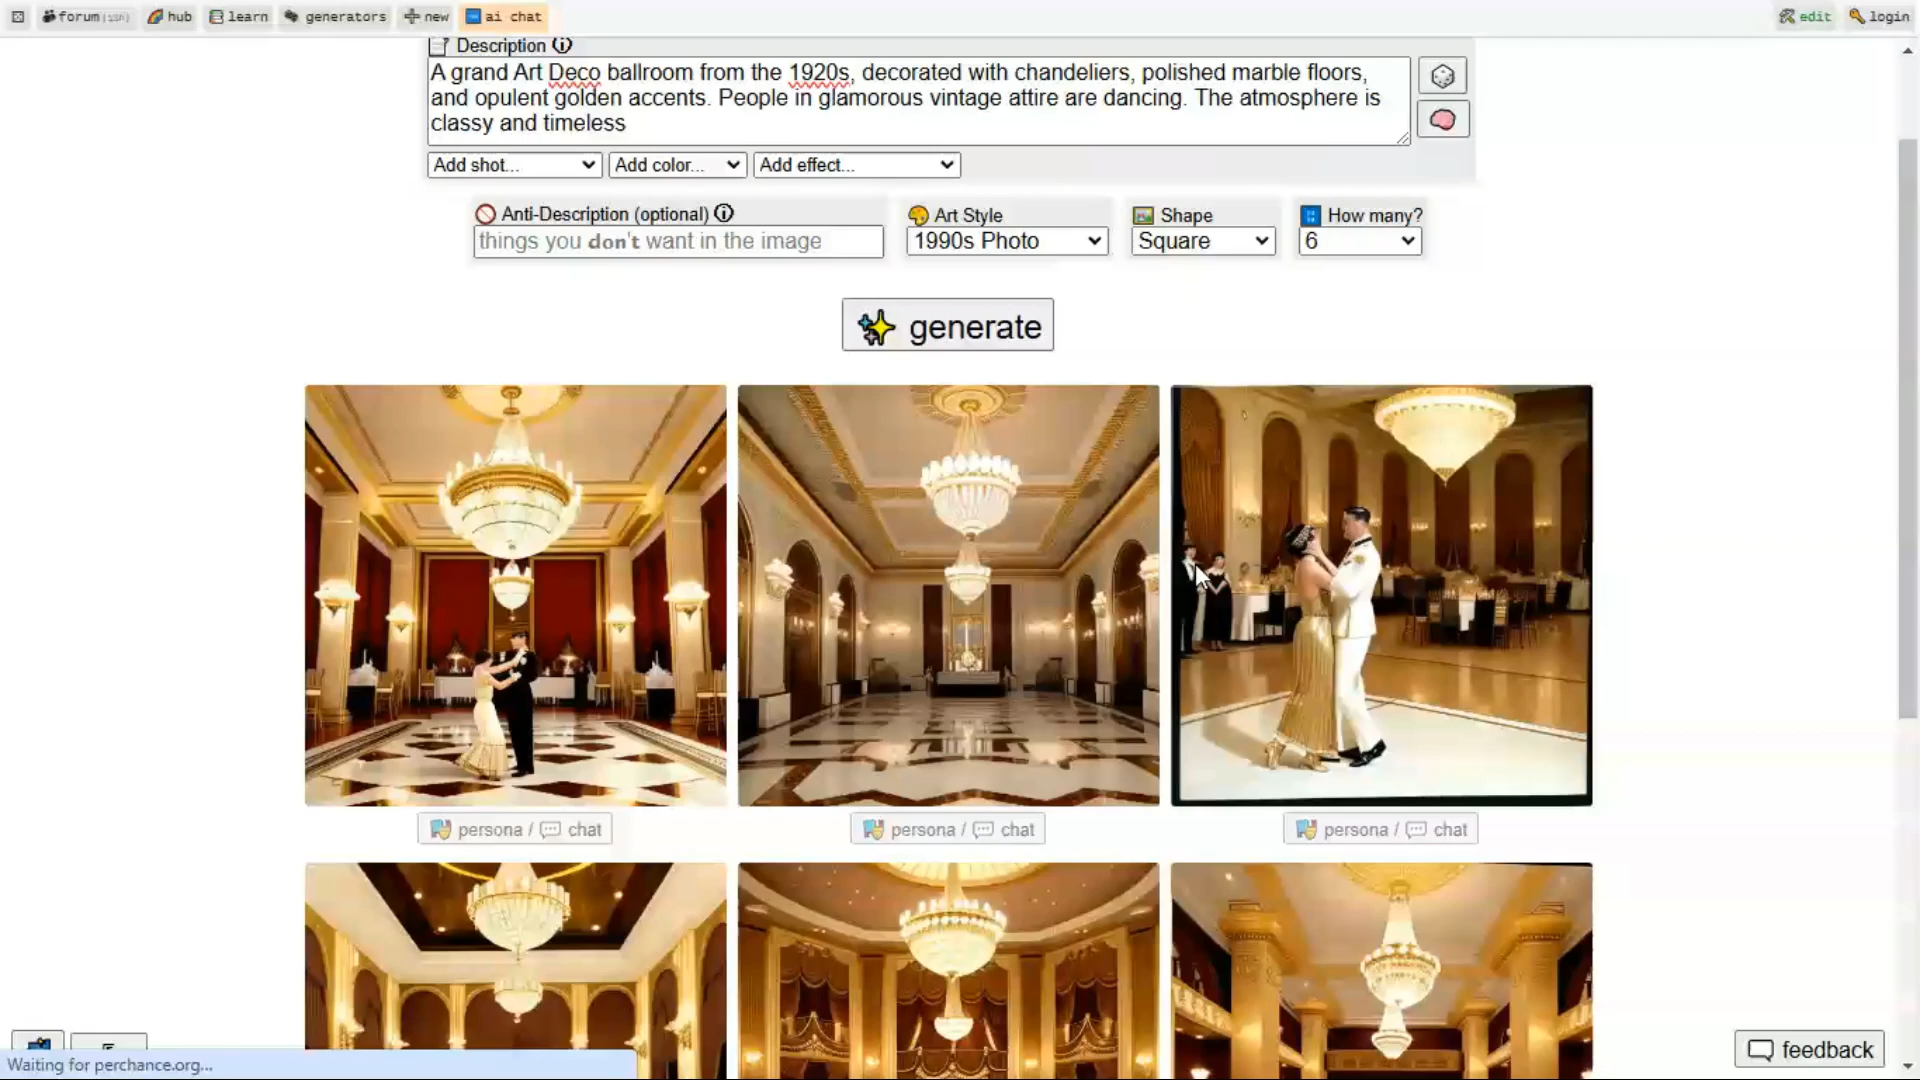 forum(15k) hub learn generators new ai chat edit login
Description
A grand Art Deco ballroom from the 1920s, decorated with chandeliers, polished marble floors,
and opulent golden accents. People in glamorous vintage attire are dancing. The atmosphere is
classy and timeless
Add shot... Add color... Add effect...
Anti-Description (optional) Art Style Shape How many?
things you don't want in the image 1990s Photo Square 6
generate
persona / chat persona / chat persona / chat
feedback
Waiting for perchance.org...